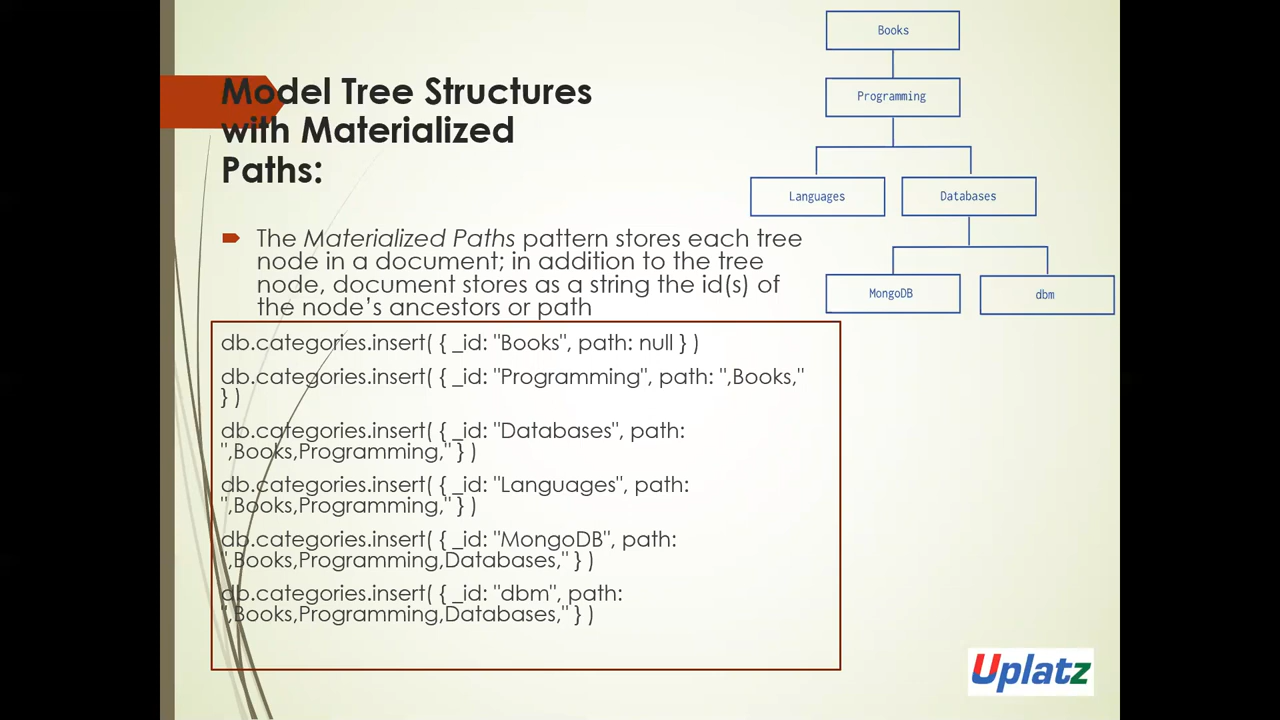 Model Tree Structures
with Materialized
Paths:
Books
Programming
Languages
Databases
MongoDB
dbm
The Materialized Paths pattern stores each tree
node in a document; in addition to the tree
node, document stores as a string the id(s) of
the node’s ancestors or path
db.categories.insert( { _id: "Books", path: null } )
db.categories.insert( { _id: "Programming", path: ",Books,"
} )
db.categories.insert( { _id: "Databases", path:
",Books,Programming," } )
db.categories.insert( { _id: "Languages", path:
",Books,Programming," } )
db.categories.insert( { _id: "MongoDB", path:
",Books,Programming,Databases," } )
db.categories.insert( { _id: "dbm", path:
",Books,Programming,Databases," } )
Uplatz